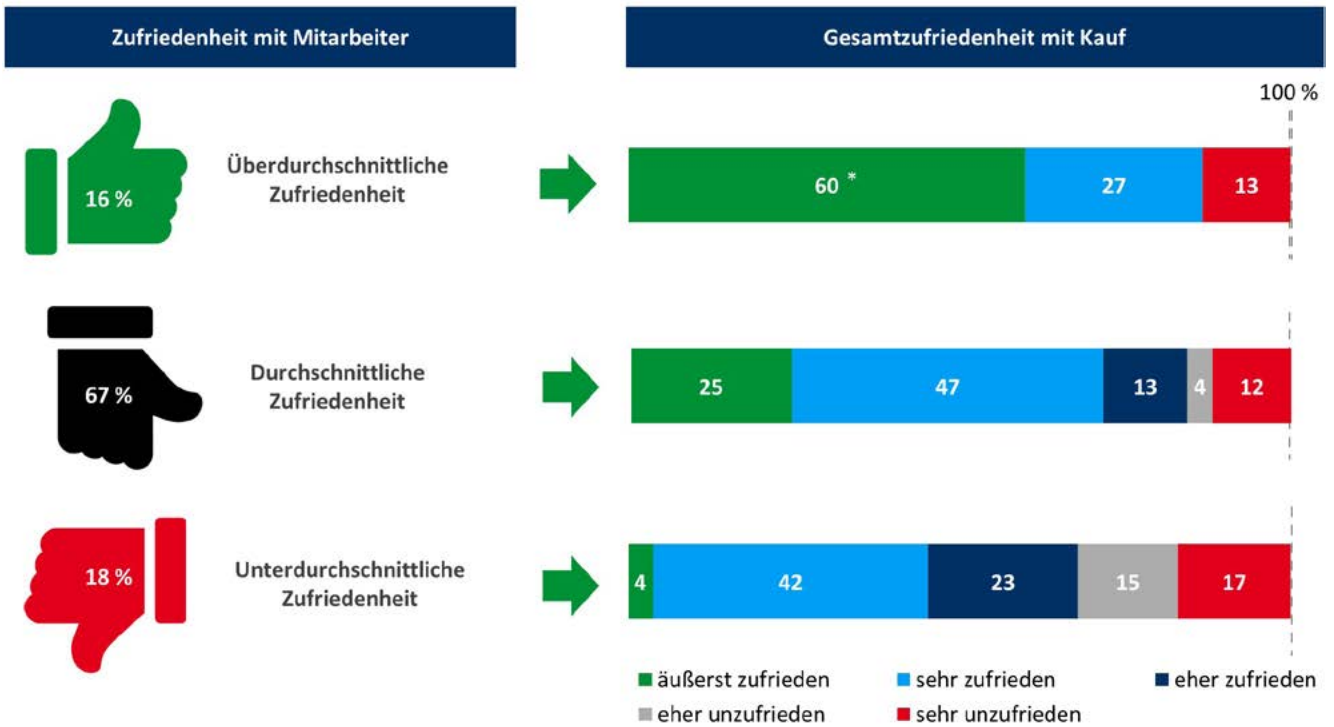 Zufriedenheit mit Mitarbeiter
Gesamtzufriedenheit mit Kauf
100 %
16 %
Überdurchschnittliche
Zufriedenheit
60 *
27
13
67 %
Durchschnittliche
Zufriedenheit
25
47
13
4
12
18 %
Unterdurchschnittliche
Zufriedenheit
4
42
23
15
17
äußerst zufrieden
sehr zufrieden
eher zufrieden
eher unzufrieden
sehr unzufrieden